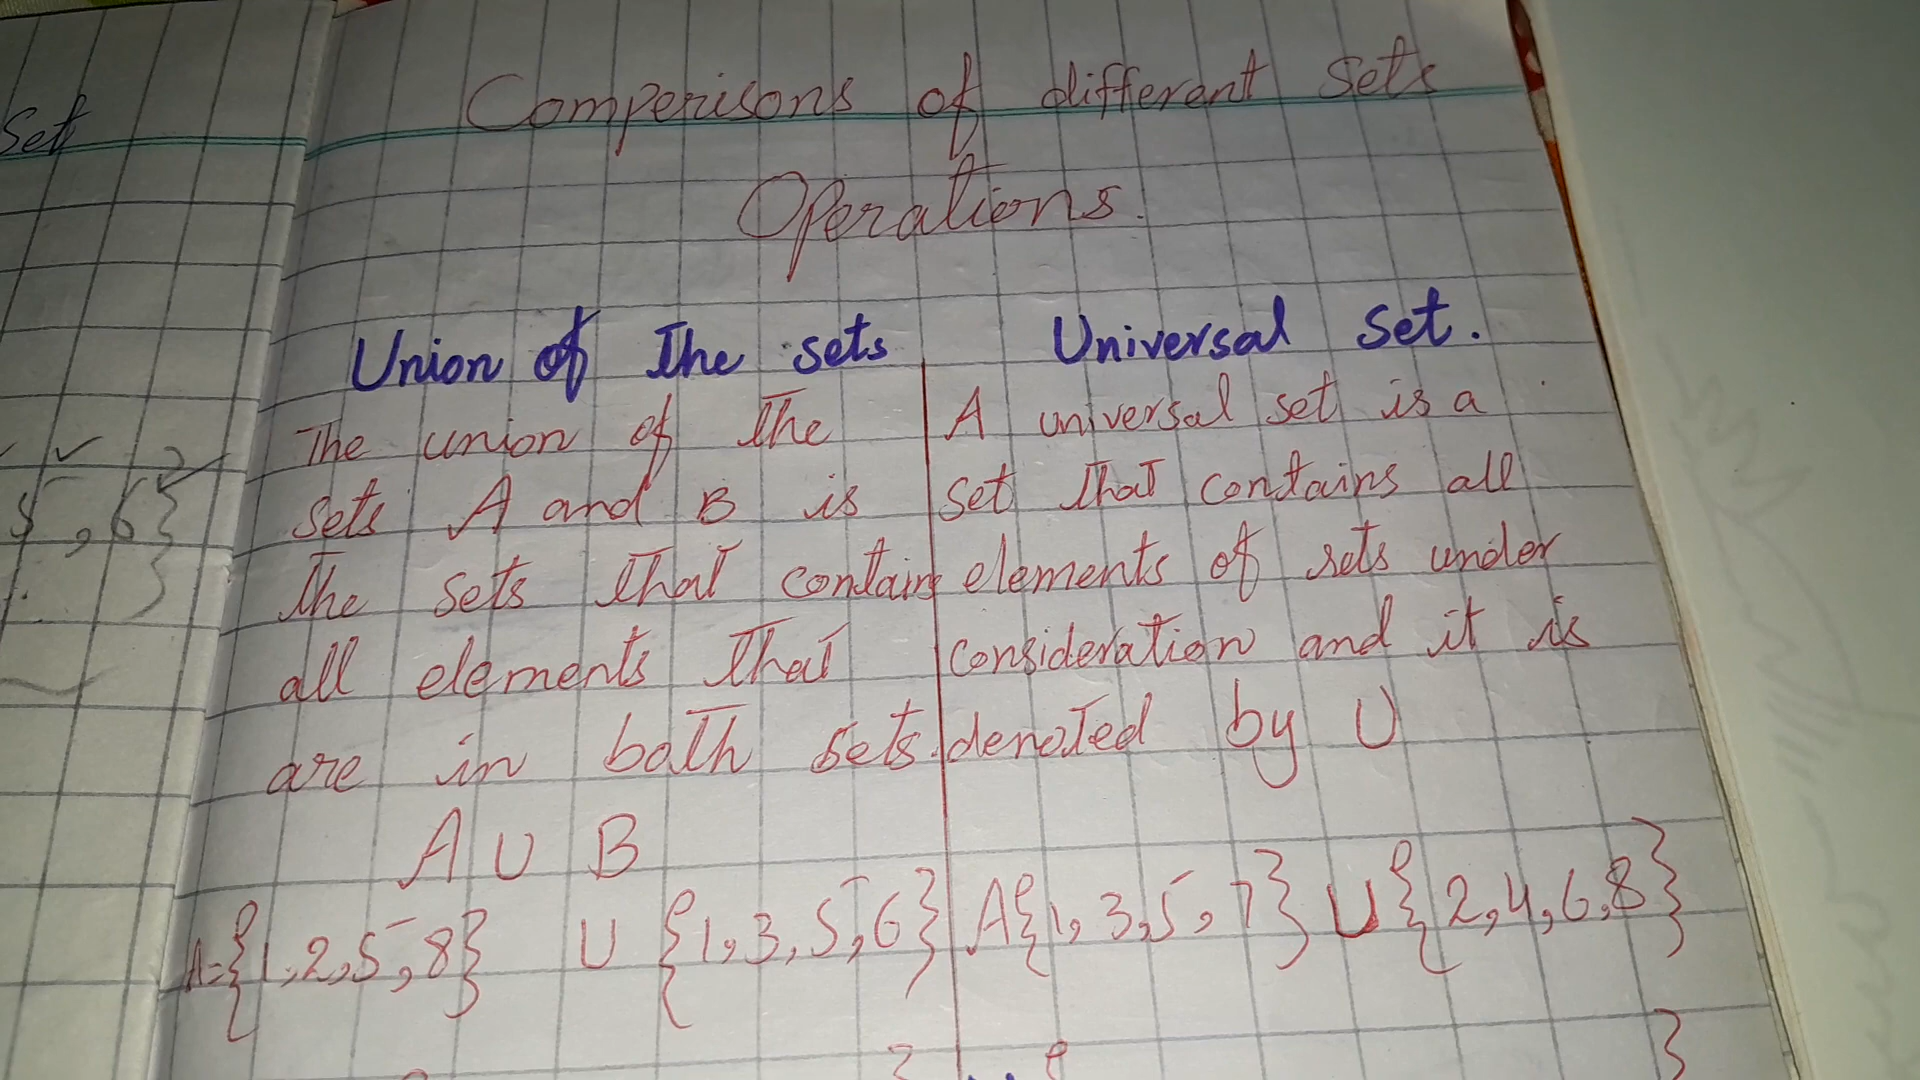 Set
5, 6}
Comperisons of different Sets
Operations.
Union of The sets
The union of The
sets A and B is
The sets That contain
all elements That
are in both sets.
A U B
A={1,2,5,8} U {1,3,5,6}
Universal Set.
A universal set is a
set That contains all
elements of sets under
consideration and it is
denoted by U
A{1,3,5,7} U {2,4,6,8}